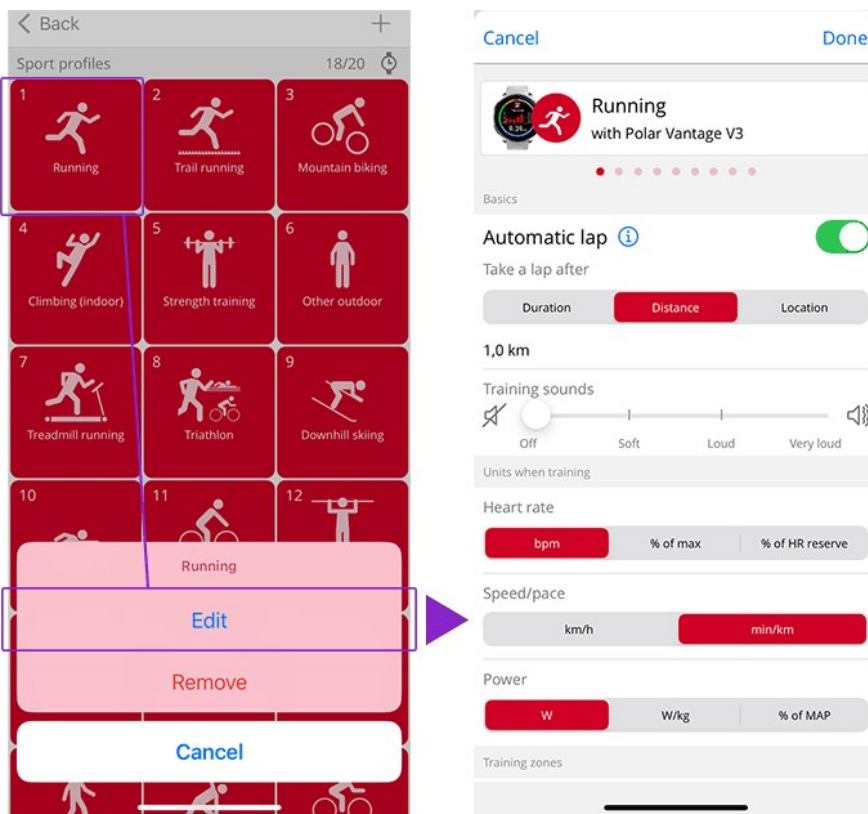 Back
Sport profiles 18/20
1 2 3
Running Trail running Mountain biking
4 5 6
Climbing (indoor) Strength training Other outdoor
7 8 9
Treadmill running Triathlon Downhill skiing
10 11 12
Running
Edit
Remove
Cancel
Cancel Done
Running
with Polar Vantage V3
Basics
Automatic lap
Take a lap after
Duration Distance Location
1,0 km
Training sounds
Off Soft Loud Very loud
Units when training
Heart rate
bpm % of max % of HR reserve
Speed/pace
km/h min/km
Power
W W/kg % of MAP
Training zones